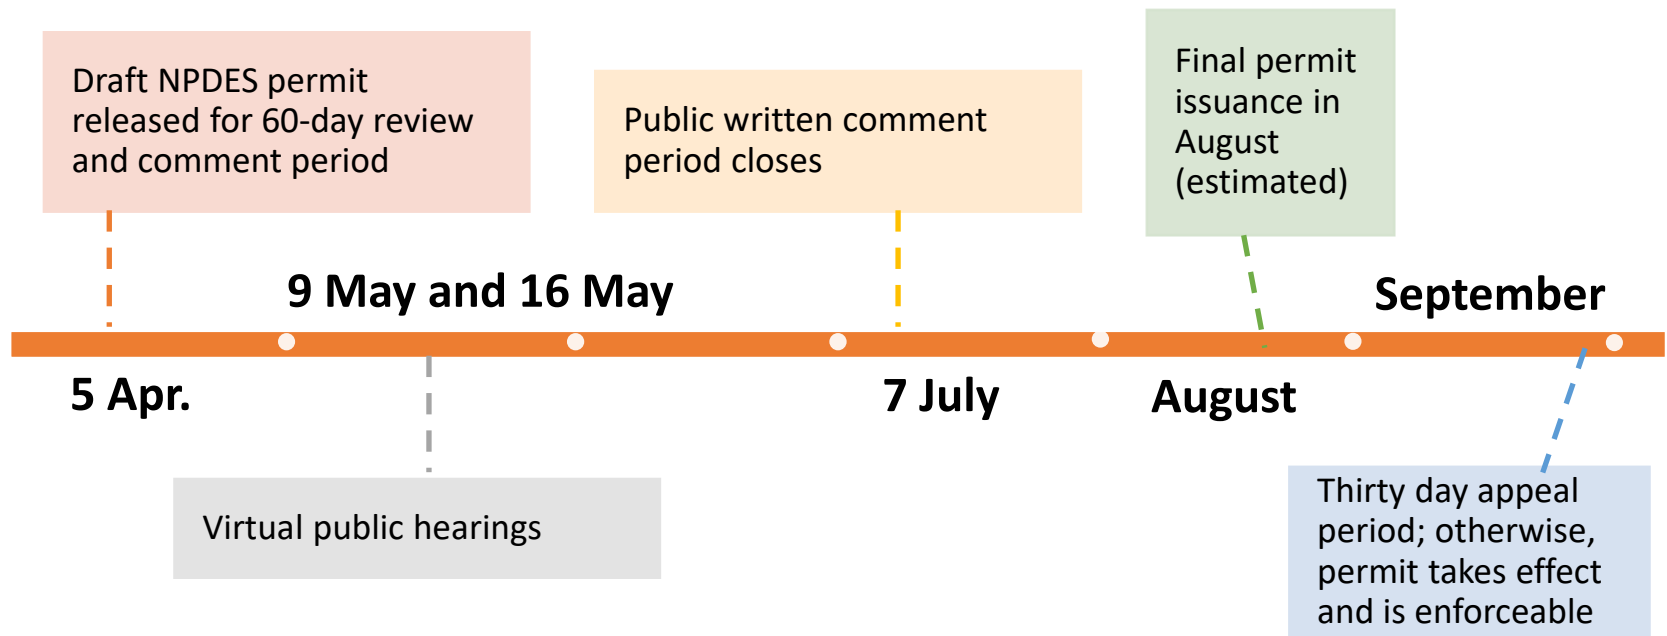 Draft NPDES permit
released for 60-day review
and comment period
Public written comment
period closes
Final permit
issuance in
August
(estimated)
9 May and 16 May
September
5 Apr.
7 July
August
Virtual public hearings
Thirty day appeal
period; otherwise,
permit takes effect
and is enforceable